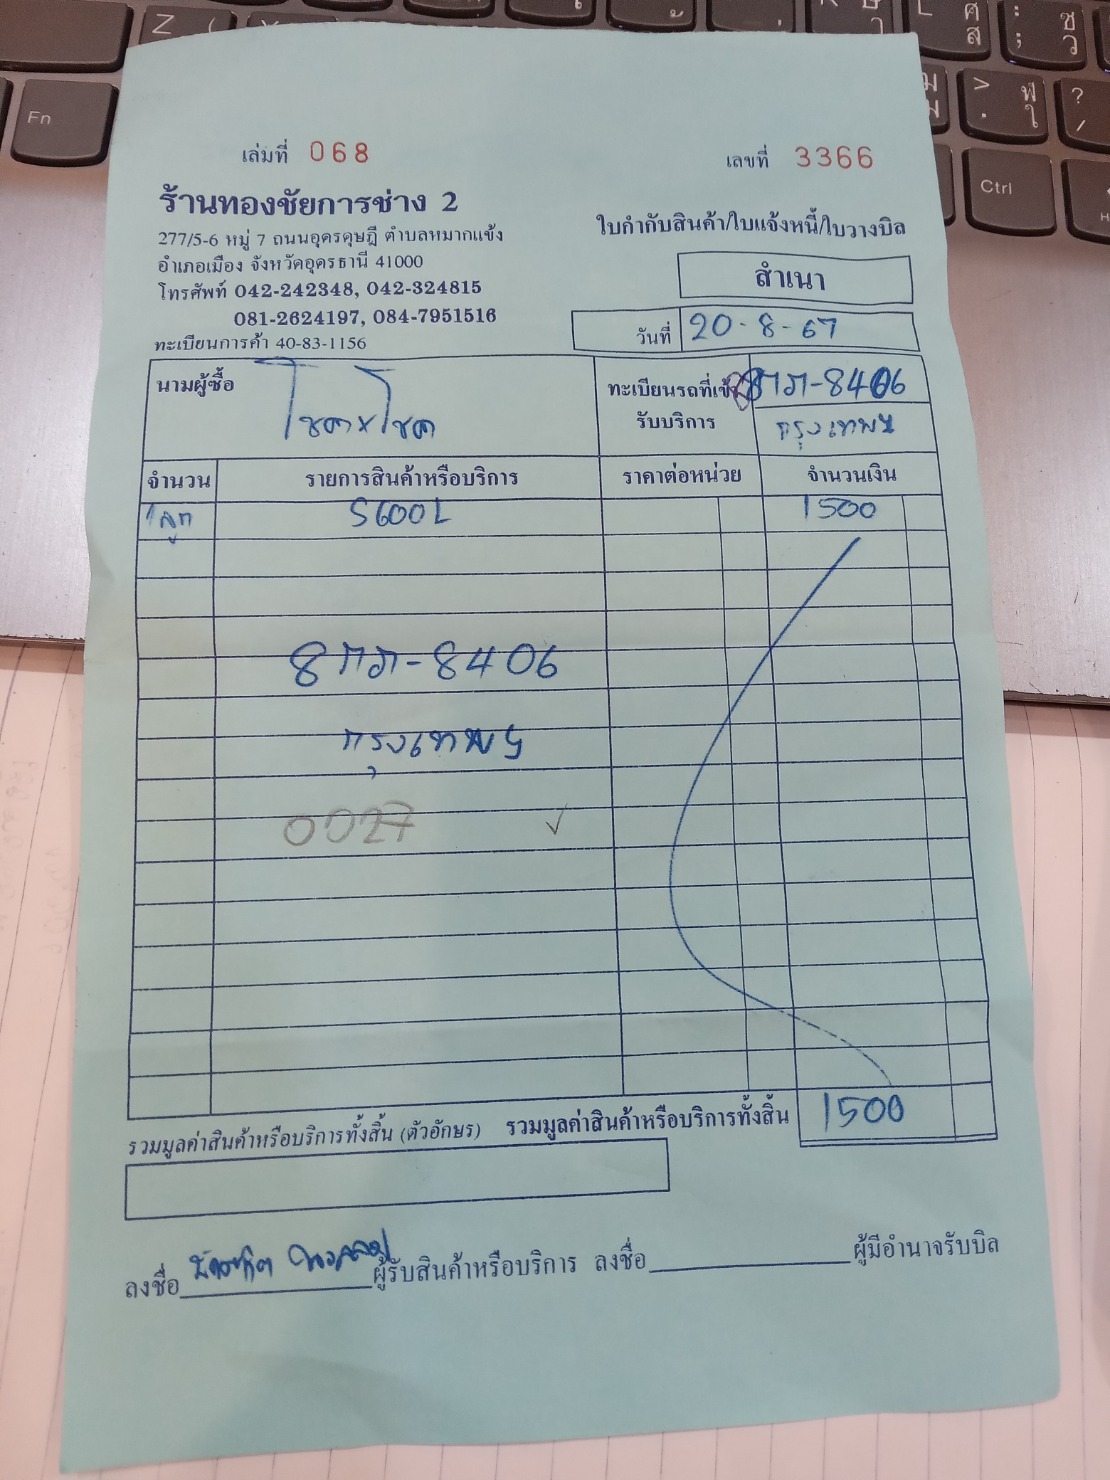 เล่มที่ 068
เลขที่ 3366
ร้านทองชัยการช่าง 2
277/5-6 หมู่ 7 ถนนอุดรดุษฎี ตำบลหมากแข้ง
อำเภอเมือง จังหวัดอุดรธานี 41000
โทรศัพท์ 042-242348, 042-324815
081-2624197, 084-7951516
ทะเบียนการค้า 40-83-1156
ใบกำกับสินค้า/ใบแจ้งหนี้/ใบวางบิล
สำเนา
วันที่ 20-8-67
นามผู้ซื้อ
ทะเบียนรถที่เข้า 8กภ-8406
รับบริการ กรุงเทพฯ
จำนวน รายการสินค้าหรือบริการ ราคาต่อหน่วย จำนวนเงิน
1 ลูก S600L 1500
8กภ-8406
กรุงเทพฯ
0027 ✓
รวมมูลค่าสินค้าหรือบริการทั้งสิ้น (ตัวอักษร) รวมมูลค่าสินค้าหรือบริการทั้งสิ้น 1500
ลงชื่อ ผู้รับสินค้าหรือบริการ ลงชื่อ ผู้มีอำนาจรับบิล
Fn
Z
Ctrl